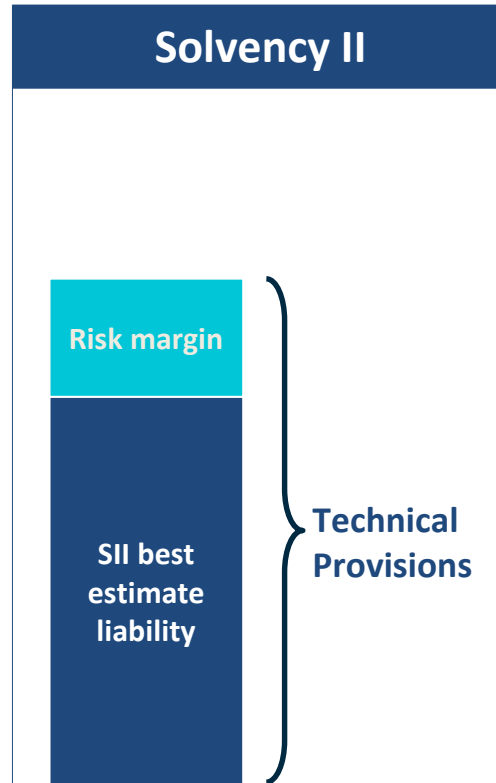 Solvency II
Risk margin
SII best
estimate
liability
Technical
Provisions